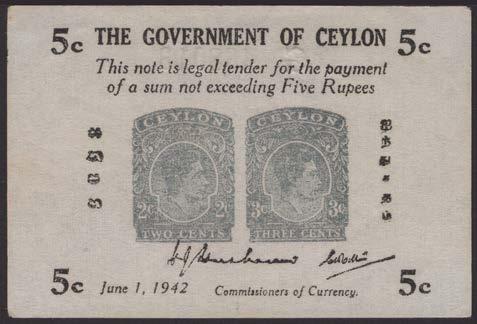 5c THE GOVERNMENT OF CEYLON 5c
This note is legal tender for the payment
of a sum not exceeding Five Rupees
CEYLON CEYLON
2c. 2c. 3c 3c
TWO CENTS THREE CENTS
5c June 1, 1942 Commissioners of Currency. 5c